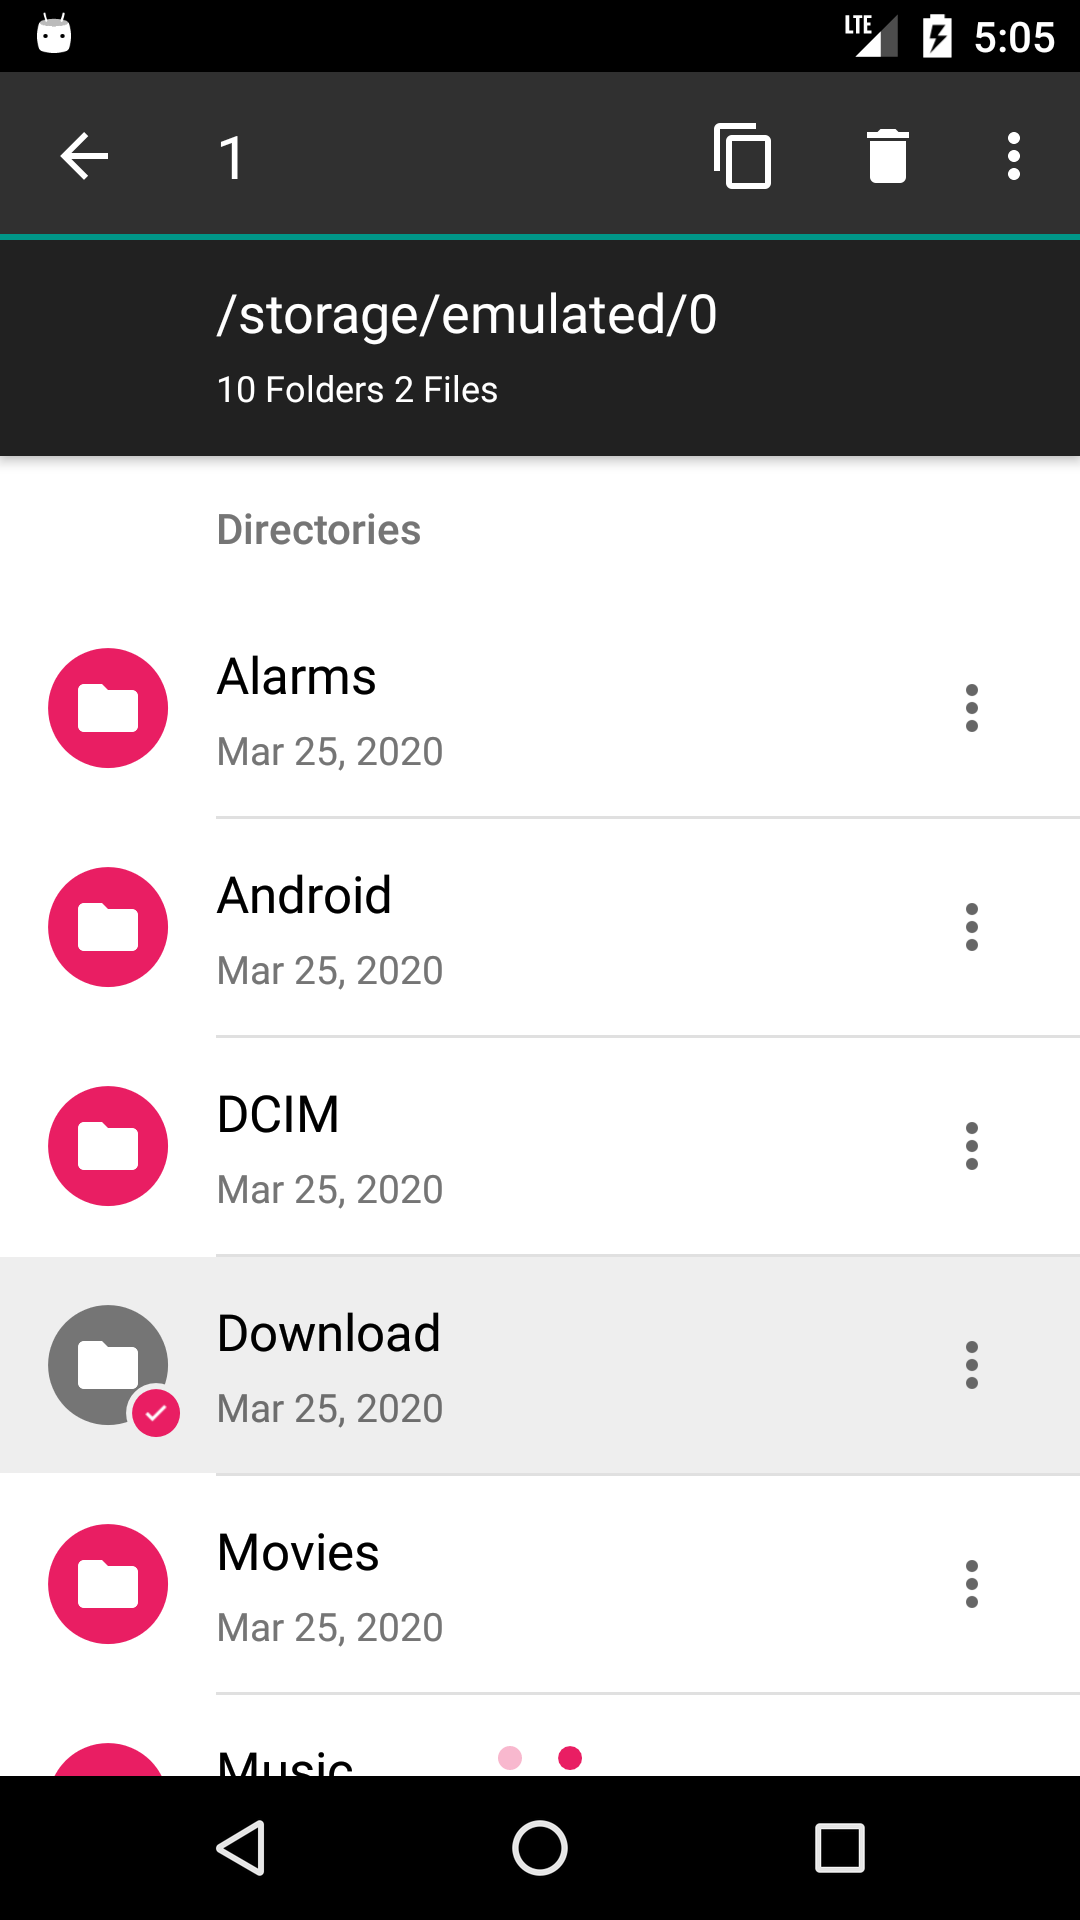 LTE 5:05
1
/storage/emulated/0
10 Folders 2 Files
Directories
Alarms
Mar 25, 2020
Android
Mar 25, 2020
DCIM
Mar 25, 2020
Download
Mar 25, 2020
Movies
Mar 25, 2020
Music